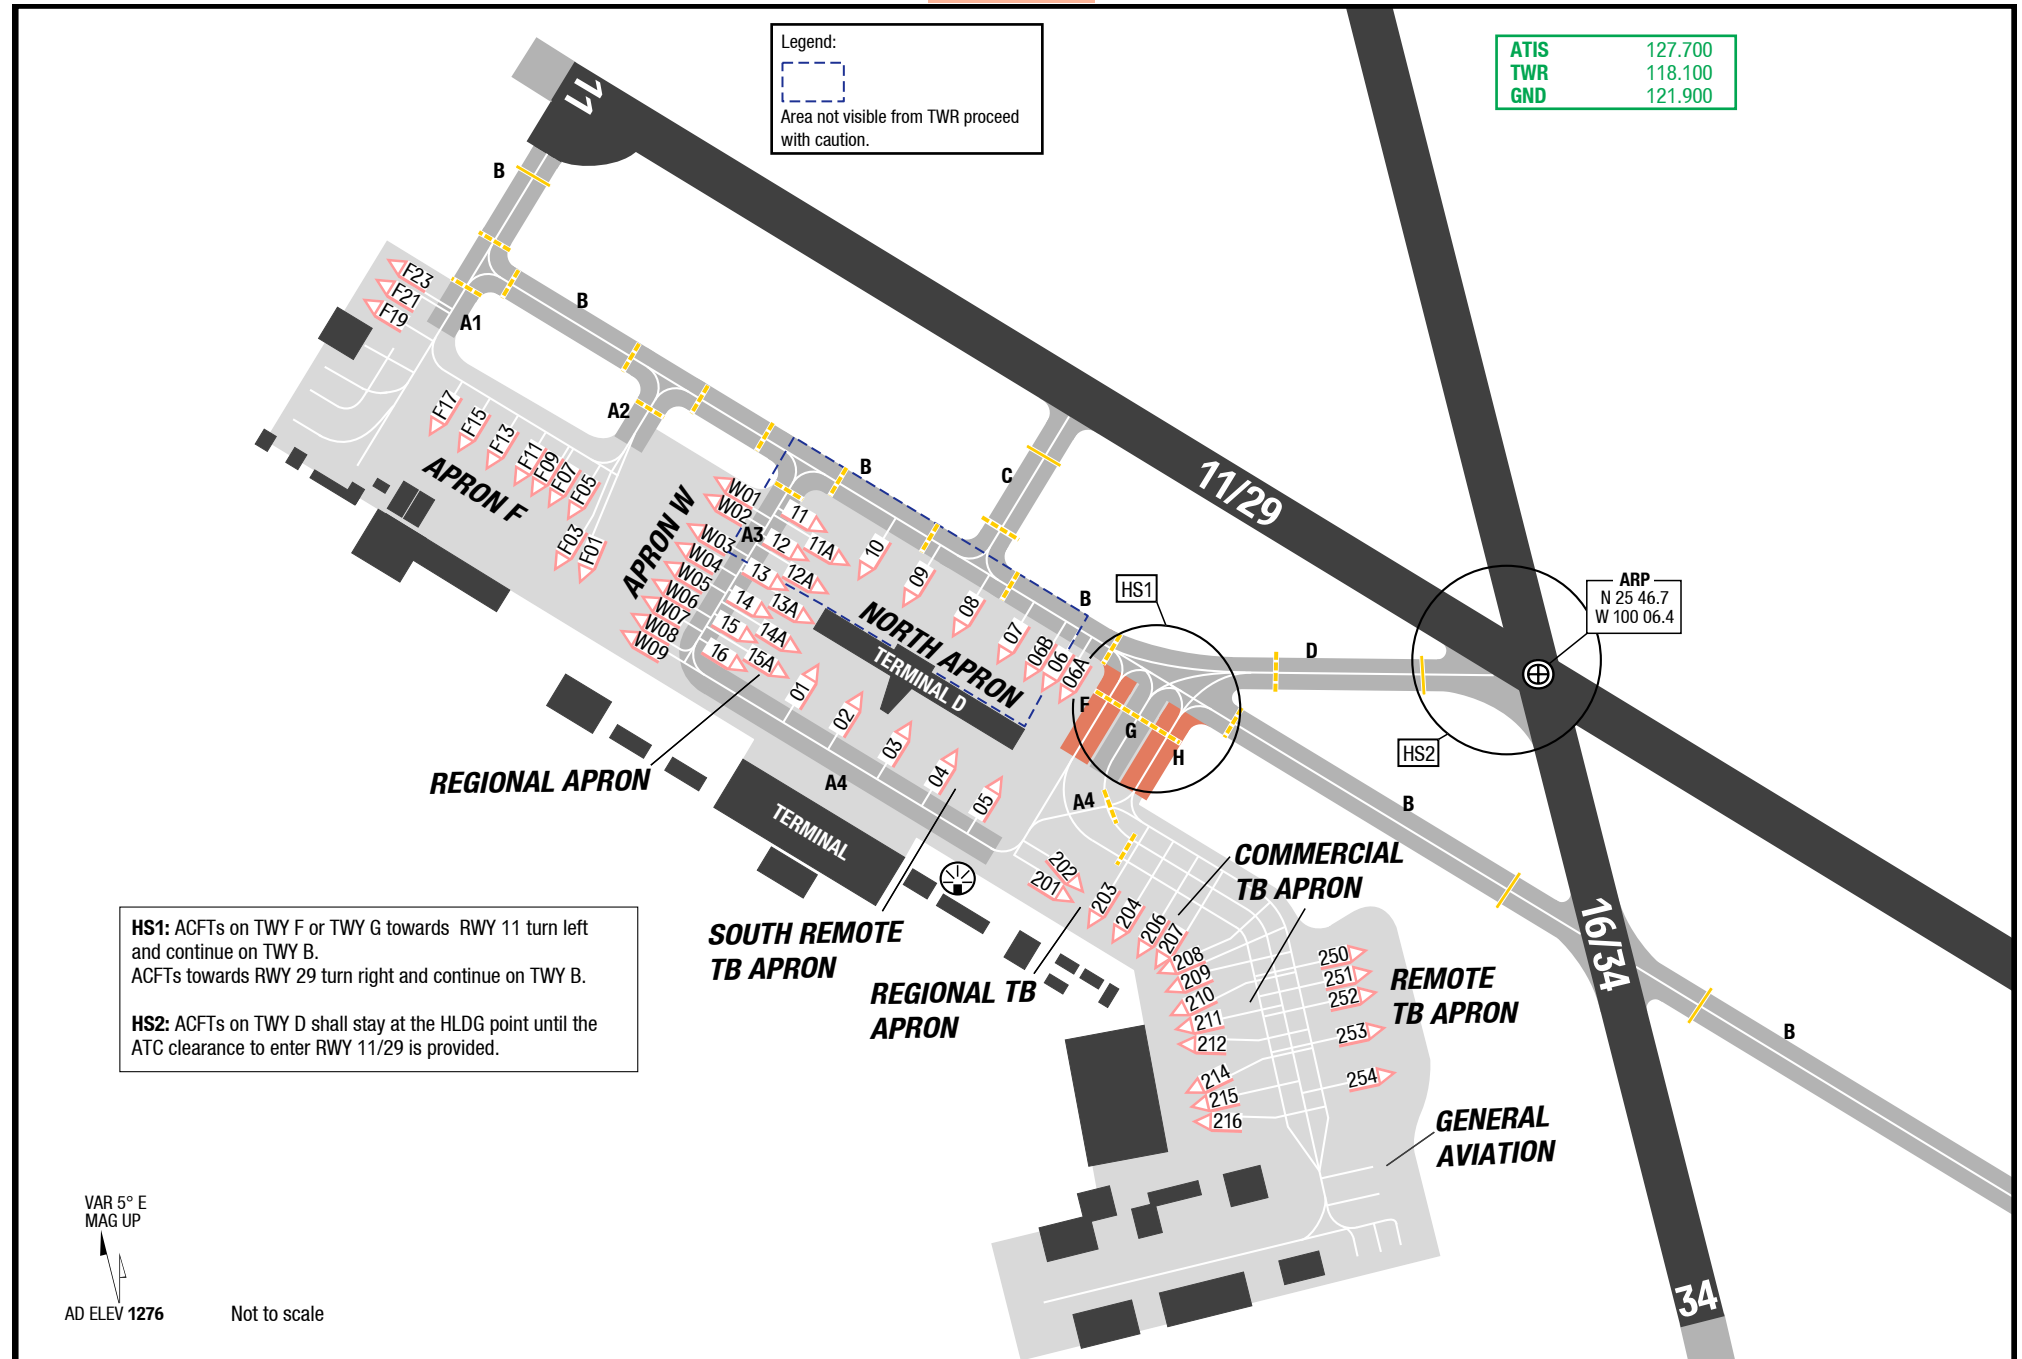 Legend:
Area not visible from TWR proceed
with caution.
ATIS 127.700
TWR 118.100
GND 121.900
11
B
F23
F21
F19
A1
B
A2
F17
F15
F13
F11
F09
F07
F05
F03
F01
APRON F
APRON W
W01
W02
W03
W04
W05
W06
W07
W08
W09
A3
11
12
11A
13
12A
14
13A
15
14A
16
15A
B
C
10
09
08
07
06B
06
06A
NORTH APRON
TERMINAL D
B
11/29
HS1
D
ARP
N 25 46.7
W 100 06.4
HS2
F
G
H
01
02
03
04
05
A4
A4
REGIONAL APRON
TERMINAL
B
COMMERCIAL
TB APRON
202
201
203
204
206
207
208
209
210
211
212
214
215
216
SOUTH REMOTE
TB APRON
REGIONAL TB
APRON
250
251
252
253
254
REMOTE
TB APRON
16/34
B
GENERAL
AVIATION
34
HS1: ACFTs on TWY F or TWY G towards RWY 11 turn left
and continue on TWY B.
ACFTs towards RWY 29 turn right and continue on TWY B.
HS2: ACFTs on TWY D shall stay at the HLDG point until the
ATC clearance to enter RWY 11/29 is provided.
VAR 5° E
MAG UP
AD ELEV 1276
Not to scale